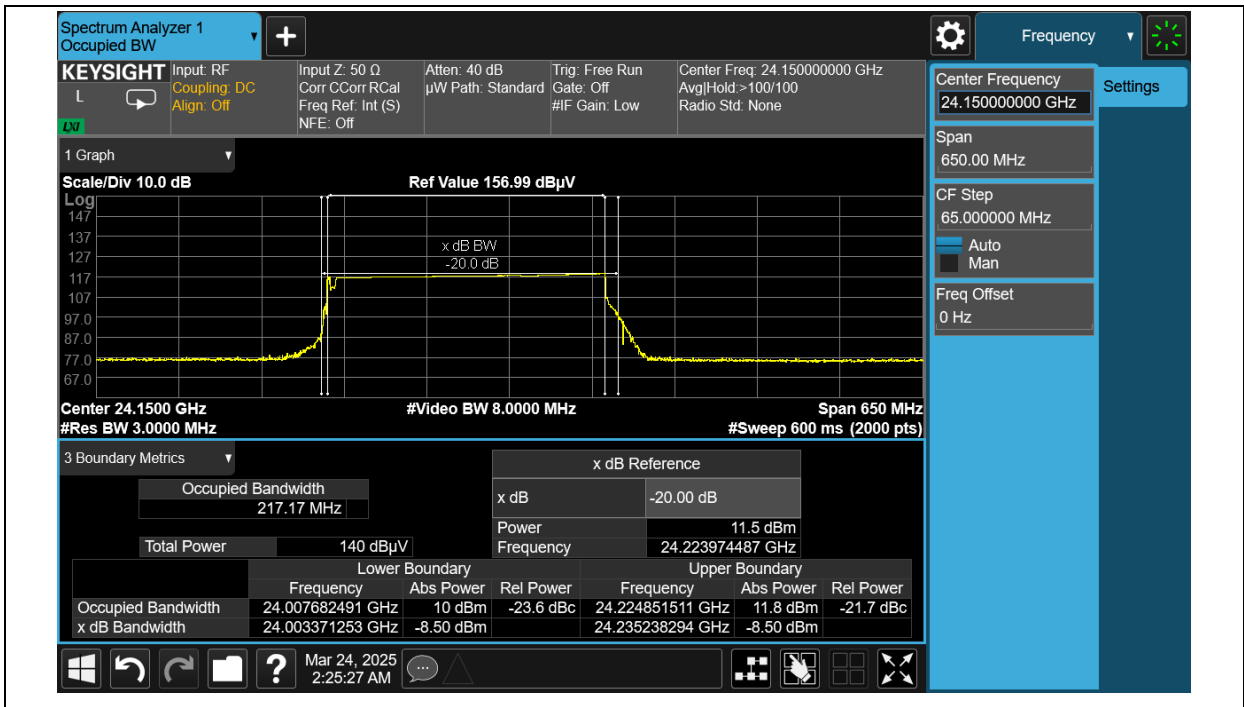 Spectrum Analyzer 1
Occupied BW
+
Frequency
KEYSIGHT
L
LXI
Input: RF
Coupling: DC
Align: Off
Input Z: 50 Ω
Corr CCorr RCal
Freq Ref: Int (S)
NFE: Off
Atten: 40 dB
µW Path: Standard
Trig: Free Run
Gate: Off
#IF Gain: Low
Center Freq: 24.150000000 GHz
Avg|Hold:>100/100
Radio Std: None
Center Frequency
24.150000000 GHz
Settings
Span
650.00 MHz
CF Step
65.000000 MHz
Auto
Man
Freq Offset
0 Hz
1 Graph
Scale/Div 10.0 dB
Ref Value 156.99 dBµV
Log
147
137
127
117
107
97.0
87.0
77.0
67.0
x dB BW
-20.0 dB
Center 24.1500 GHz
#Video BW 8.0000 MHz
Span 650 MHz
#Res BW 3.0000 MHz
#Sweep 600 ms (2000 pts)
3 Boundary Metrics
Occupied Bandwidth
217.17 MHz
Total Power 140 dBµV
x dB Reference
x dB -20.00 dB
Power 11.5 dBm
Frequency 24.223974487 GHz
Lower Boundary Upper Boundary
Frequency Abs Power Rel Power Frequency Abs Power Rel Power
Occupied Bandwidth 24.007682491 GHz 10 dBm -23.6 dBc 24.224851511 GHz 11.8 dBm -21.7 dBc
x dB Bandwidth 24.003371253 GHz -8.50 dBm 24.235238294 GHz -8.50 dBm
?
Mar 24, 2025
2:25:27 AM